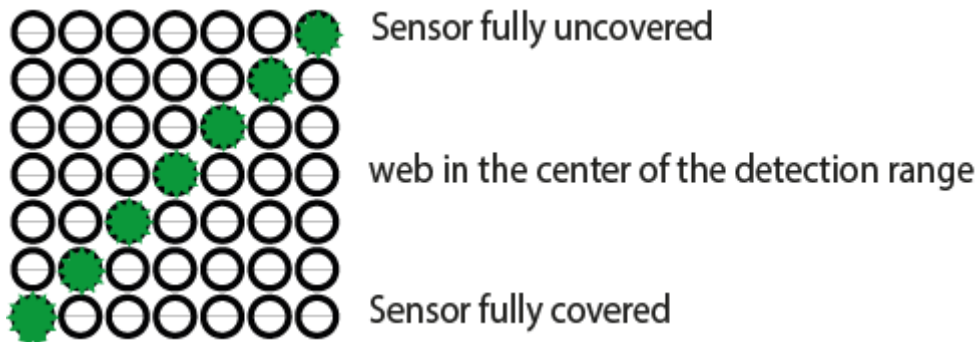 Sensor fully uncovered
web in the center of the detection range
Sensor fully covered